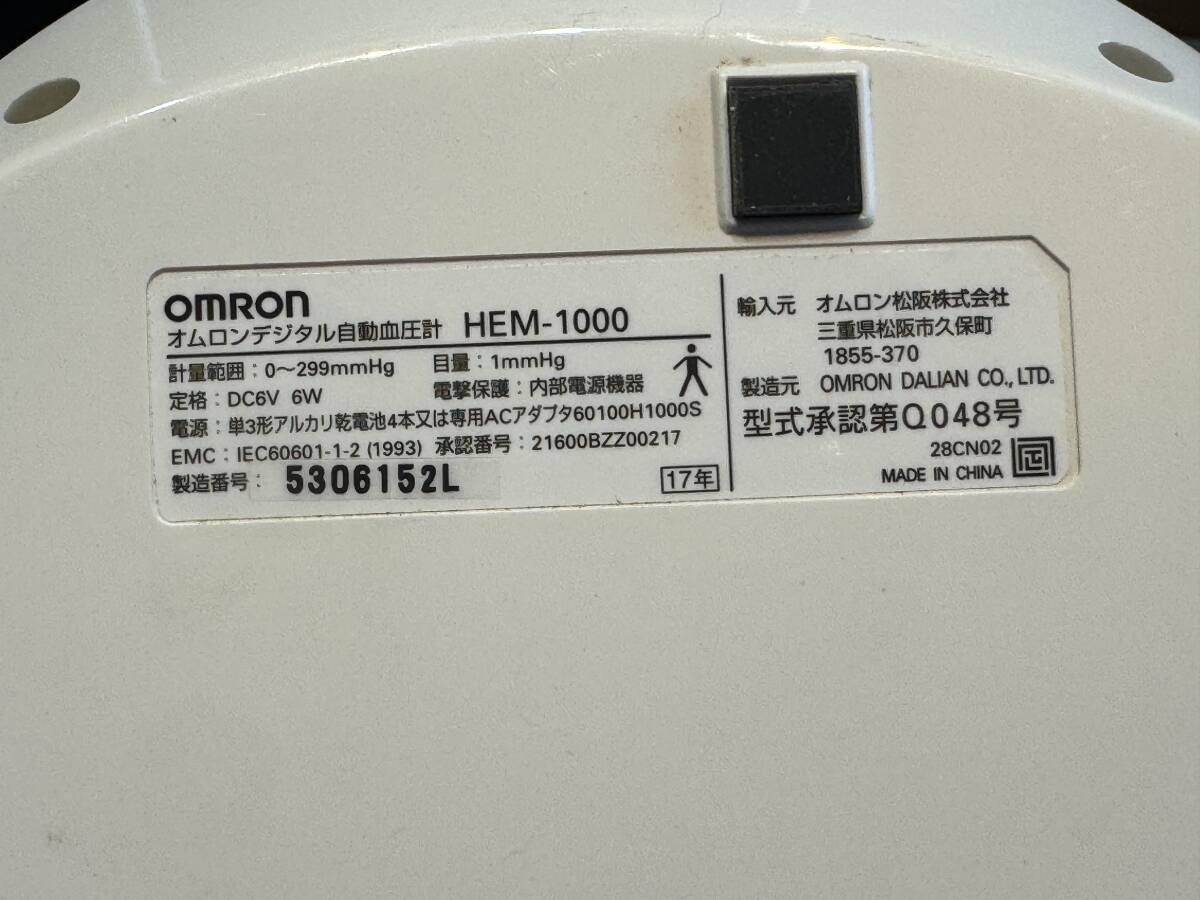 OMRON
オムロンデジタル自動血圧計 HEM-1000
計量範囲：0～299mmHg 目量：1mmHg
定格：DC6V 6W 電撃保護：内部電源機器
電源：単3形アルカリ乾電池4本又は専用ACアダプタ60100H1000S
EMC：IEC60601-1-2 (1993) 承認番号：21600BZZ00217
製造番号： 5306152L 17年
輸入元 オムロン松阪株式会社
三重県松阪市久保町
1855-370
製造元 OMRON DALIAN CO., LTD.
型式承認第Q048号
28CN02
MADE IN CHINA